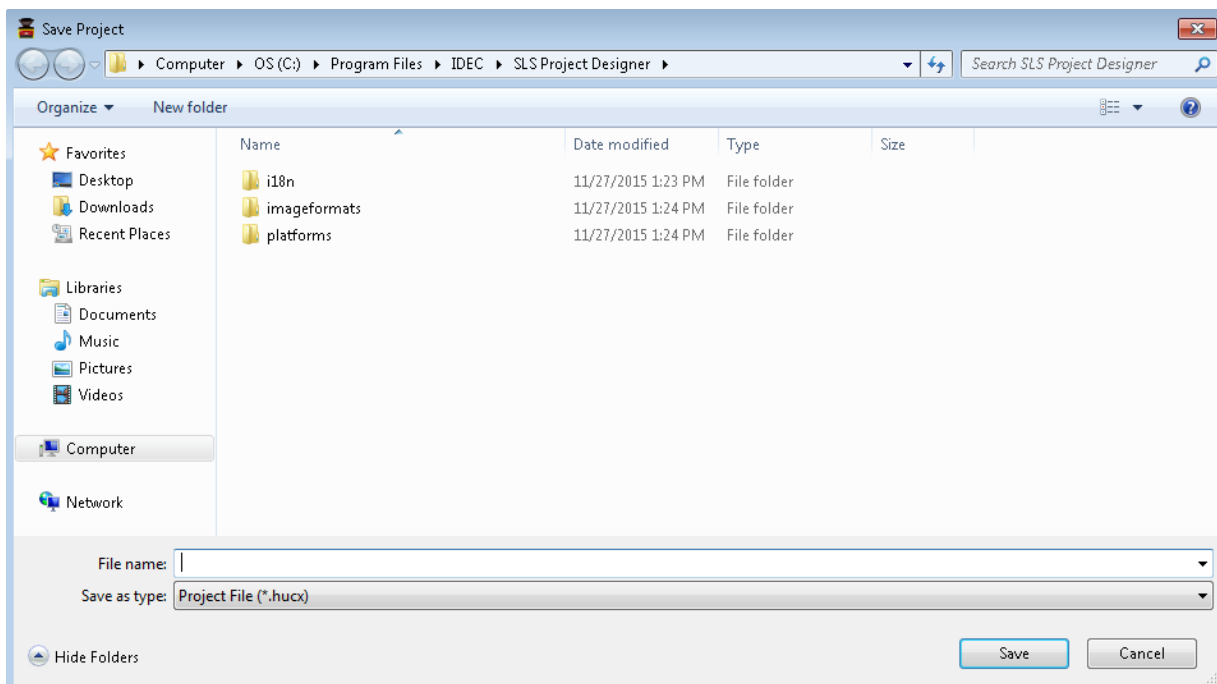 Save Project
Computer OS (C:) Program Files IDEC SLS Project Designer
Search SLS Project Designer
Organize New folder
Favorites
Desktop
Downloads
Recent Places
Libraries
Documents
Music
Pictures
Videos
Computer
Network
Name Date modified Type Size
i18n 11/27/2015 1:23 PM File folder
imageformats 11/27/2015 1:24 PM File folder
platforms 11/27/2015 1:24 PM File folder
File name:
Save as type: Project File (*.hucx)
Hide Folders Save Cancel